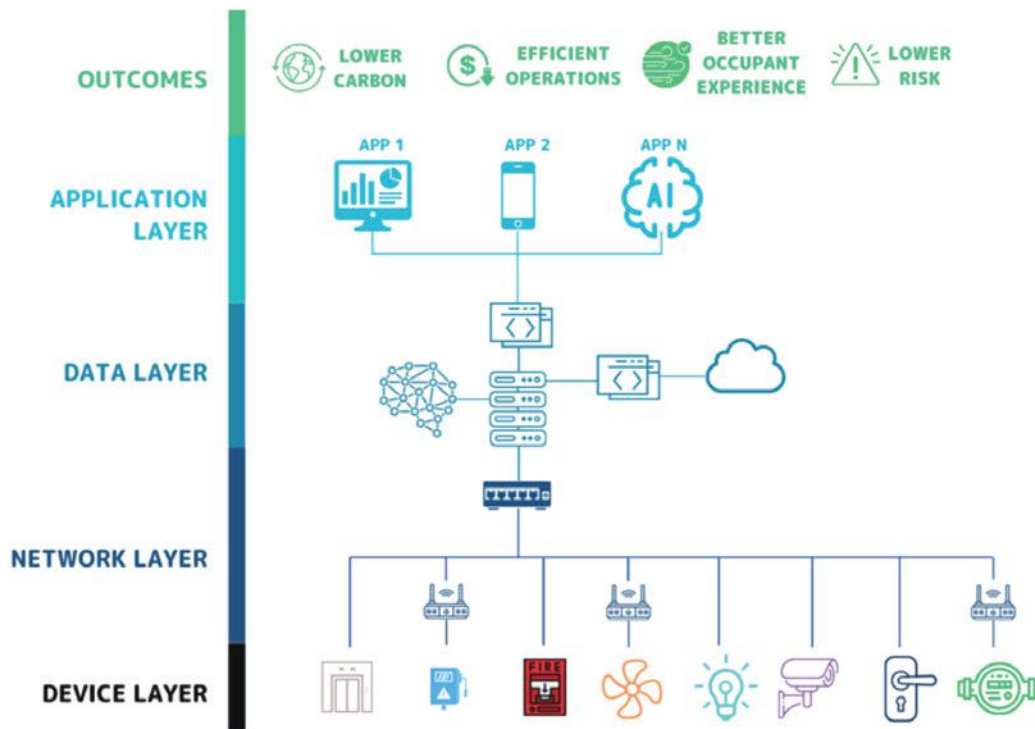 OUTCOMES
LOWER
CARBON
$
EFFICIENT
OPERATIONS
BETTER
OCCUPANT
EXPERIENCE
LOWER
RISK
APP 1
APP 2
APP N
APPLICATION
LAYER
AI
DATA LAYER
NETWORK LAYER
DEVICE LAYER
FIRE